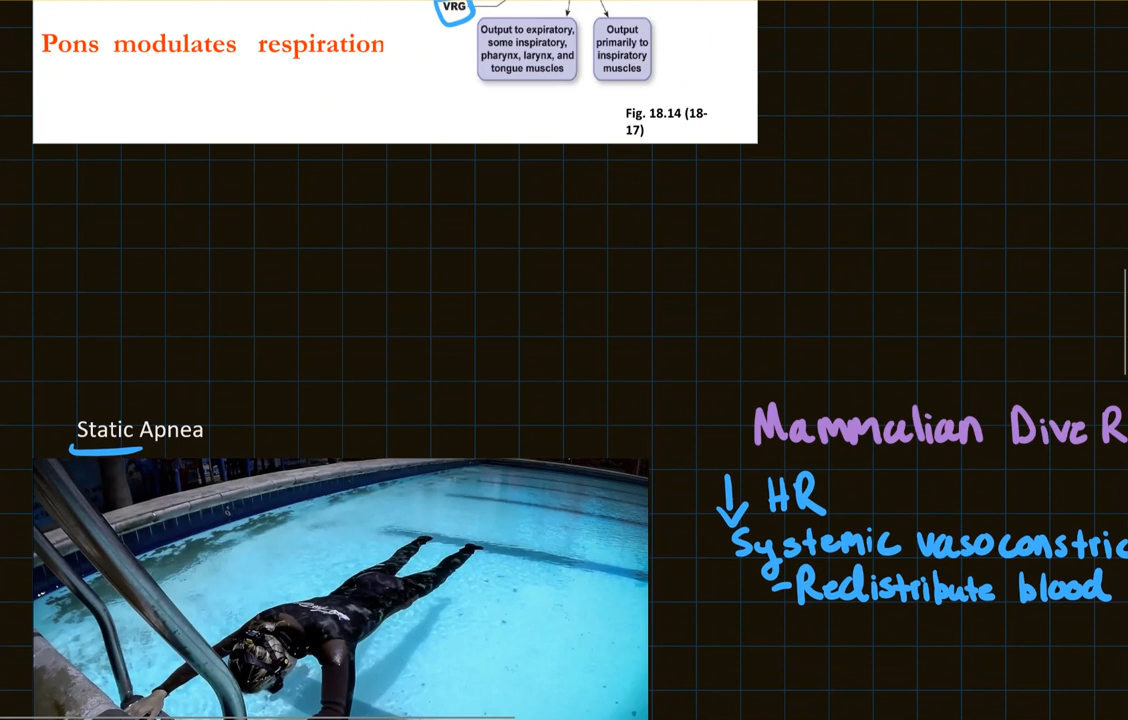 VRG
Pons modulates respiration
Output to expiratory,
some inspiratory,
pharynx, larynx, and
tongue muscles
Output
primarily to
inspiratory
muscles
Fig. 18.14 (18-
17)
Static Apnea
Mammalian Dive R
↓ HR
Systemic vasoconstric
-Redistribute blood